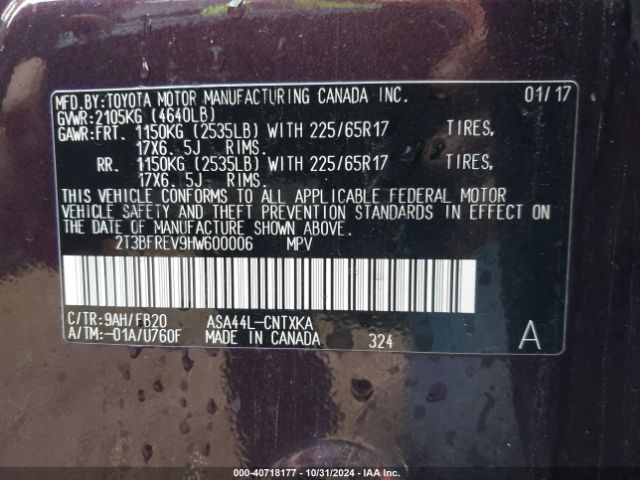 MFD.BY:TOYOTA MOTOR MANUFACTURING CANADA INC. 01/17
GVWR:2105KG (4640LB)
GAWR:FRT. 1150KG (2535LB) WITH 225/65R17 TIRES,
17X6.5J RIMS.
RR. 1150KG (2535LB) WITH 225/65R17 TIRES,
17X6.5J RIMS.
THIS VEHICLE CONFORMS TO ALL APPLICABLE FEDERAL MOTOR
VEHICLE SAFETY AND THEFT PREVENTION STANDARDS IN EFFECT ON
THE DATE OF MANUFACTURE SHOWN ABOVE.
2T3BFREV9HW600006 MPV
C/TR:9AH/FB20 ASA44L-CNTXKA
A/TM:-01A/U760F MADE IN CANADA 324 A
000-40718177 - 10/31/2024 - IAA Inc.